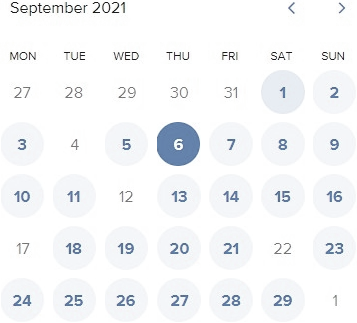 September 2021
MON TUE WED THU FRI SAT SUN
27 28 29 30 31 1 2
3 4 5 6 7 8 9
10 11 12 13 14 15 16
17 18 19 20 21 22 23
24 25 26 27 28 29 1